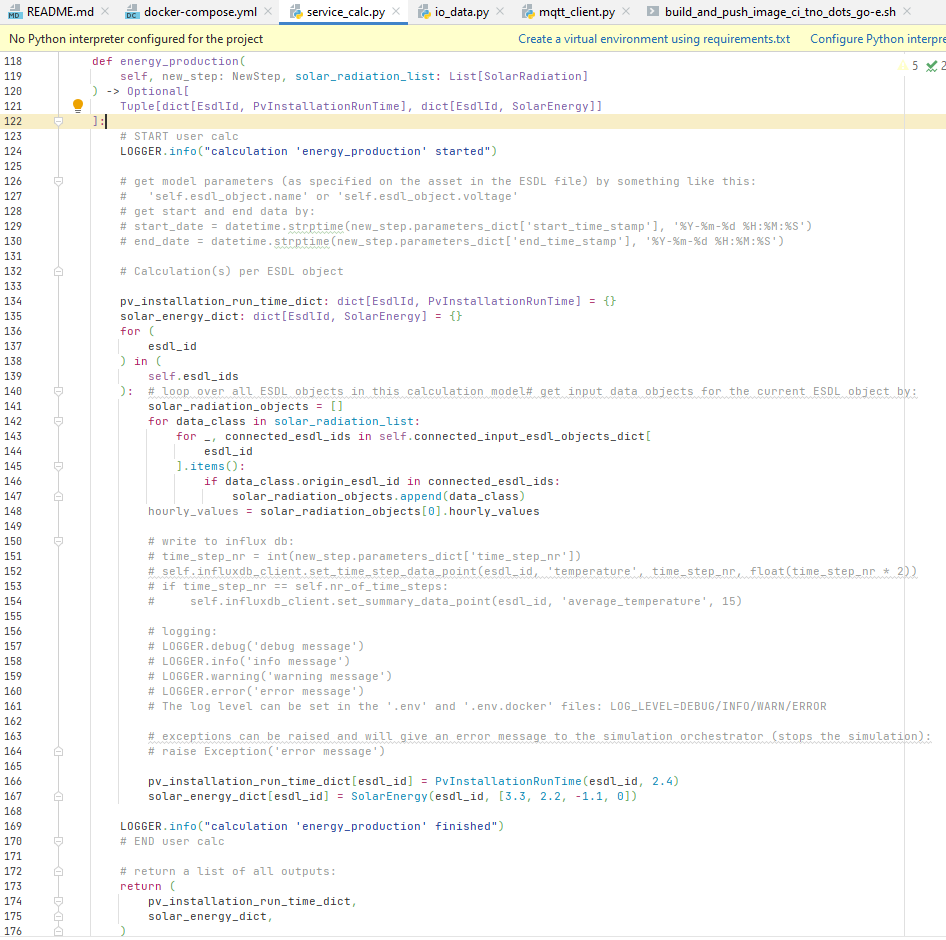 README.md docker-compose.yml service_calc.py io_data.py mqtt_client.py build_and_push_image_ci_tno_dots_go-e.sh
No Python interpreter configured for the project Create a virtual environment using requirements.txt Configure Python interpre
118 def energy_production( 5 2
119 self, new_step: NewStep, solar_radiation_list: List[SolarRadiation]
120 ) -> Optional[
121 Tuple[dict[EsdlId, PvInstallationRunTime], dict[EsdlId, SolarEnergy]]
122 ]:
123 # START user calc
124 LOGGER.info("calculation 'energy_production' started")
125
126 # get model parameters (as specified on the asset in the ESDL file) by something like this:
127 #   'self.esdl_object.name' or 'self.esdl_object.voltage'
128 # get start and end data by:
129 # start_date = datetime.strptime(new_step.parameters_dict['start_time_stamp'], '%Y-%m-%d %H:%M:%S')
130 # end_date = datetime.strptime(new_step.parameters_dict['end_time_stamp'], '%Y-%m-%d %H:%M:%S')
131
132 # Calculation(s) per ESDL object
133
134 pv_installation_run_time_dict: dict[EsdlId, PvInstallationRunTime] = {}
135 solar_energy_dict: dict[EsdlId, SolarEnergy] = {}
136 for (
137 esdl_id
138 ) in (
139 self.esdl_ids
140 ):  # loop over all ESDL objects in this calculation model# get input data objects for the current ESDL object by:
141 solar_radiation_objects = []
142 for data_class in solar_radiation_list:
143 for _, connected_esdl_ids in self.connected_input_esdl_objects_dict[
144 esdl_id
145 ].items():
146 if data_class.origin_esdl_id in connected_esdl_ids:
147 solar_radiation_objects.append(data_class)
148 hourly_values = solar_radiation_objects[0].hourly_values
149
150 # write to influx db:
151 # time_step_nr = int(new_step.parameters_dict['time_step_nr'])
152 # self.influxdb_client.set_time_step_data_point(esdl_id, 'temperature', time_step_nr, float(time_step_nr * 2))
153 # if time_step_nr == self.nr_of_time_steps:
154 #     self.influxdb_client.set_summary_data_point(esdl_id, 'average_temperature', 15)
155
156 # logging:
157 # LOGGER.debug('debug message')
158 # LOGGER.info('info message')
159 # LOGGER.warning('warning message')
160 # LOGGER.error('error message')
161 # The log level can be set in the '.env' and '.env.docker' files: LOG_LEVEL=DEBUG/INFO/WARN/ERROR
162
163 # exceptions can be raised and will give an error message to the simulation orchestrator (stops the simulation):
164 # raise Exception('error message')
165
166 pv_installation_run_time_dict[esdl_id] = PvInstallationRunTime(esdl_id, 2.4)
167 solar_energy_dict[esdl_id] = SolarEnergy(esdl_id, [3.3, 2.2, -1.1, 0])
168
169 LOGGER.info("calculation 'energy_production' finished")
170 # END user calc
171
172 # return a list of all outputs:
173 return (
174 pv_installation_run_time_dict,
175 solar_energy_dict,
176 )